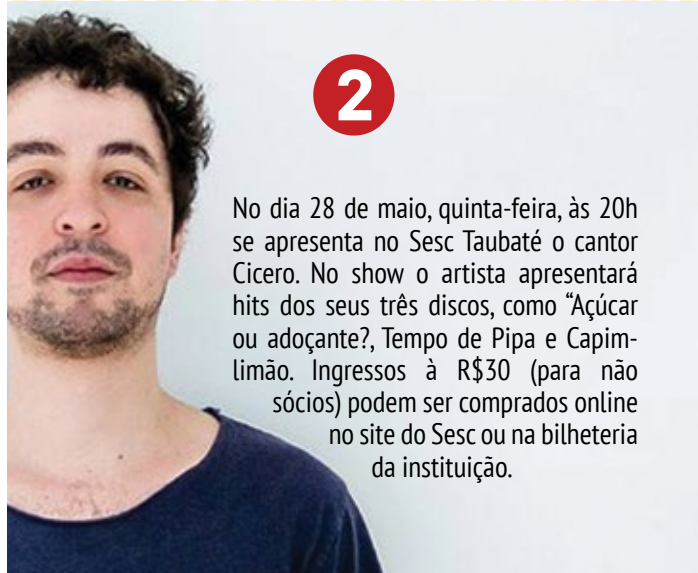 2
No dia 28 de maio, quinta-feira, às 20h
se apresenta no Sesc Taubaté o cantor
Cicero. No show o artista apresentará
hits dos seus três discos, como “Açúcar
ou adoçante?, Tempo de Pipa e Capim-
limão. Ingressos à R$30 (para não
sócios) podem ser comprados online
no site do Sesc ou na bilheteria
da instituição.